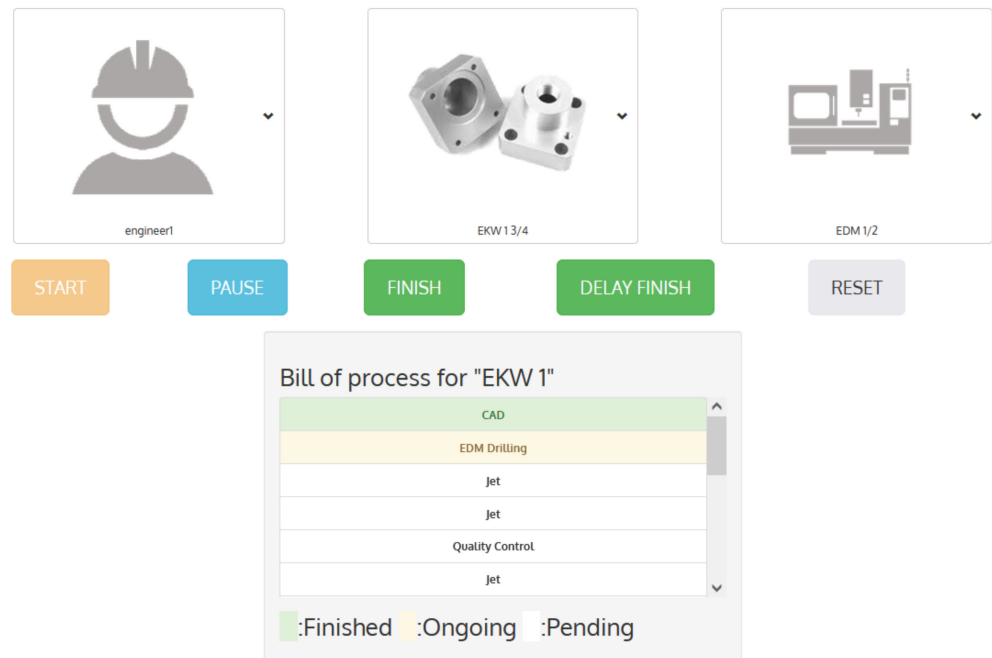 engineer1
EKW 1 3/4
EDM 1/2
START
PAUSE
FINISH
DELAY FINISH
RESET
Bill of process for "EKW 1"
CAD
EDM Drilling
Jet
Jet
Quality Control
Jet
:Finished :Ongoing :Pending